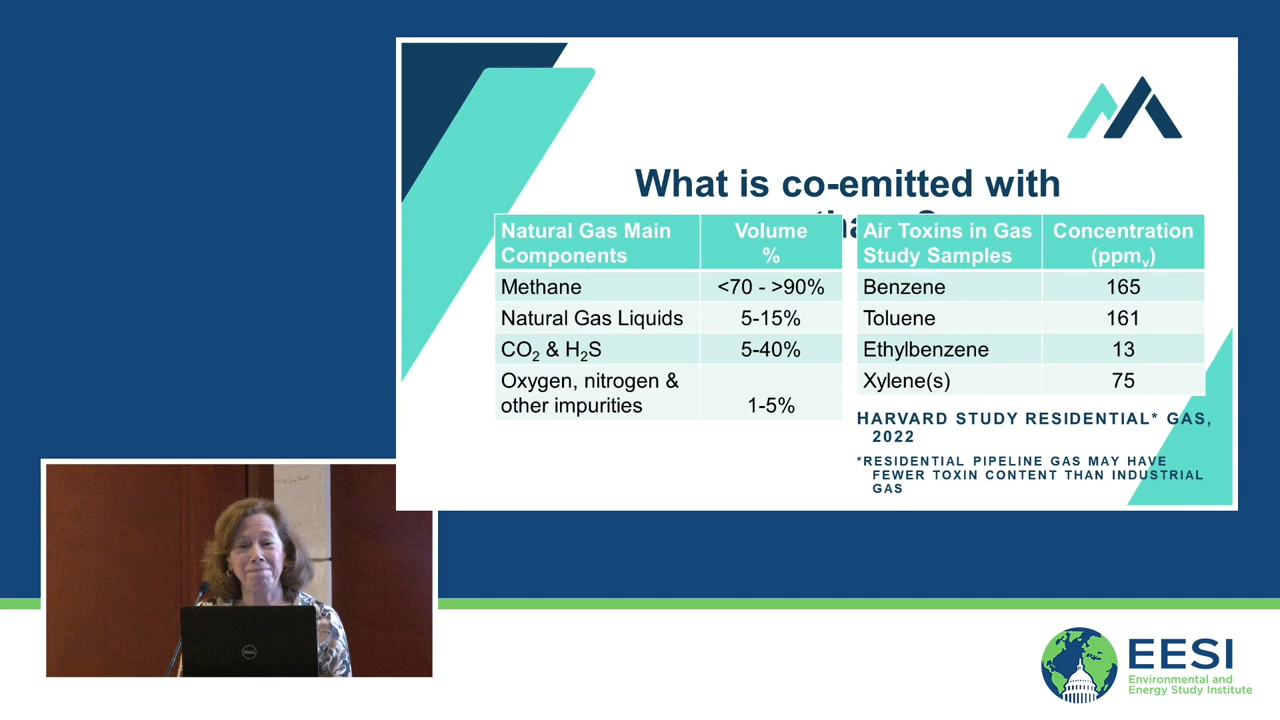 What is co-emitted with
Natural Gas Main Components
Volume %
Methane
<70 - >90%
Natural Gas Liquids
5-15%
CO₂ & H₂S
5-40%
Oxygen, nitrogen &
other impurities
1-5%
Air Toxins in Gas
Study Samples
Concentration
(ppmᵥ)
Benzene
165
Toluene
161
Ethylbenzene
13
Xylene(s)
75
HARVARD STUDY RESIDENTIAL* GAS,
2022
*RESIDENTIAL PIPELINE GAS MAY HAVE
FEWER TOXIN CONTENT THAN INDUSTRIAL
GAS
DELL
EESI
Environmental and
Energy Study Institute